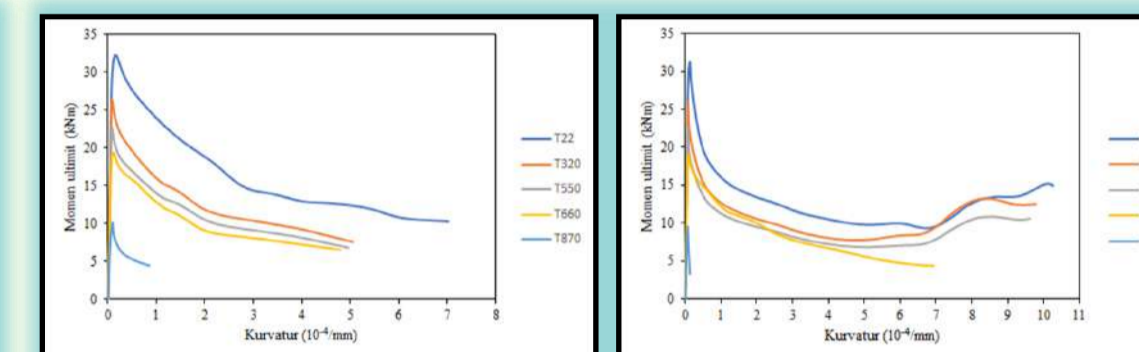 35
30
25
20
15
10
5
0
Momen ultimit (kNm)
0 1 2 3 4 5 6 7 8
Kurvatur (10⁻⁴/mm)
T22
T320
T550
T660
T870
35
30
25
20
15
10
5
0
Momen ultimit (kNm)
0 1 2 3 4 5 6 7 8 9 10 11
Kurvatur (10⁻⁴/mm)